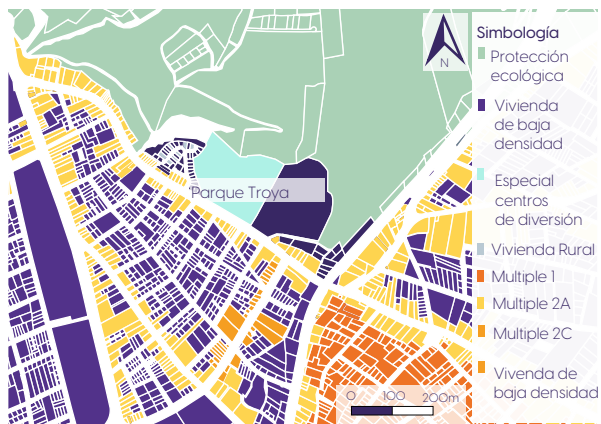 N
Simbología
Protección
ecológica
Vivienda
de baja
densidad
Especial
centros
de diversión
Vivienda Rural
Multiple 1
Multiple 2A
Multiple 2C
Vivenda de
baja densidad
Parque Troya
0 100 200m